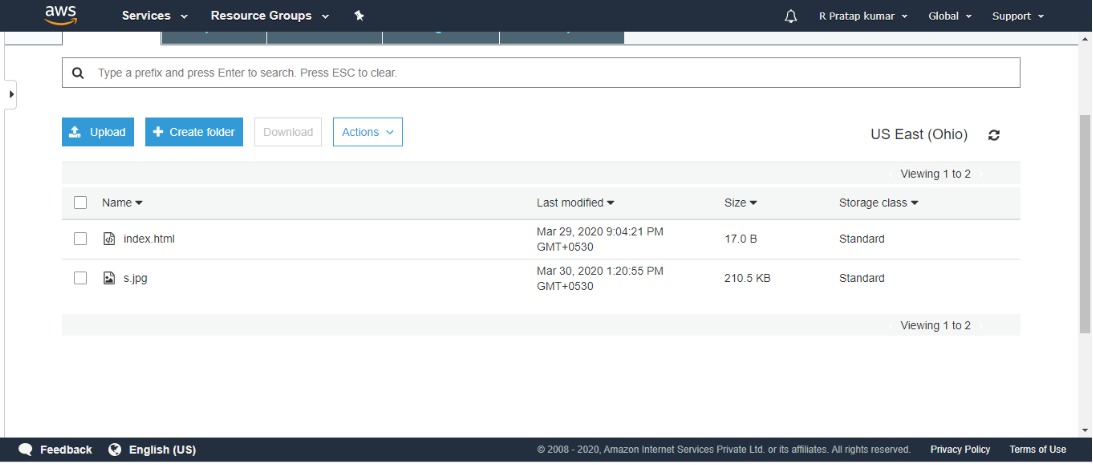 aws Services Resource Groups R Pratap kumar Global Support
Type a prefix and press Enter to search. Press ESC to clear.
Upload Create folder Download Actions US East (Ohio)
Viewing 1 to 2
Name Last modified Size Storage class
index.html Mar 29, 2020 9:04:21 PM GMT+0530 17.0 B Standard
s.jpg Mar 30, 2020 1:20:55 PM GMT+0530 210.5 KB Standard
Viewing 1 to 2
Feedback English (US) © 2008 - 2020, Amazon Internet Services Private Ltd. or its affiliates. All rights reserved. Privacy Policy Terms of Use